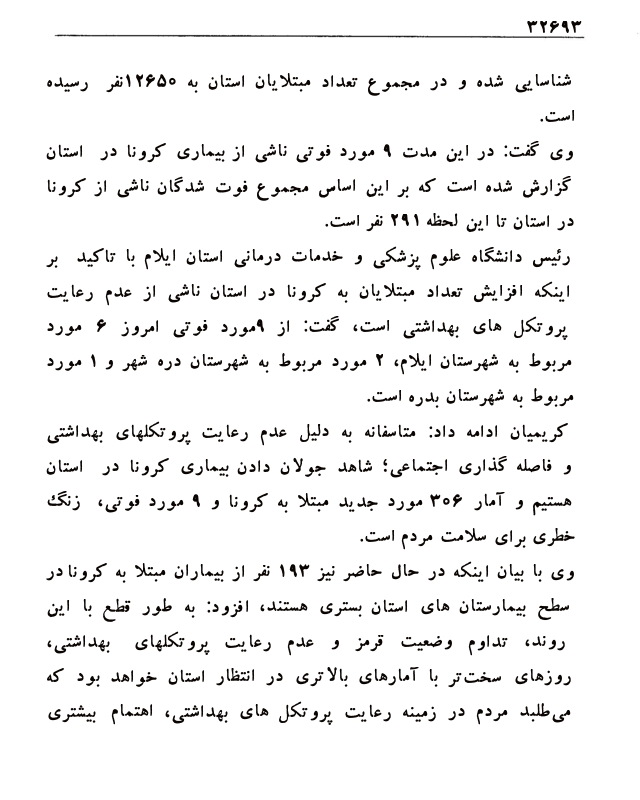 ۳۲۶۹۳
شناسایی شده و در مجموع تعداد مبتلایان استان به ۱۲۶۵۰نفر رسیده
است.
وی گفت: در این مدت ۹ مورد فوتی ناشی از بیماری کرونا در استان
گزارش شده است که بر این اساس مجموع فوت شدگان ناشی از کرونا
در استان تا این لحظه ۲۹۱ نفر است.
رئیس دانشگاه علوم پزشکی و خدمات درمانی استان ایلام با تاکید بر
اینکه افزایش تعداد مبتلایان به کرونا در استان ناشی از عدم رعایت
پروتکل های بهداشتی است، گفت: از ۹مورد فوتی امروز ۶ مورد
مربوط به شهرستان ایلام، ۲ مورد مربوط به شهرستان دره شهر و ۱ مورد
مربوط به شهرستان بدره است.
کریمیان ادامه داد: متاسفانه به دلیل عدم رعایت پروتکلهای بهداشتی
و فاصله گذاری اجتماعی؛ شاهد جولان دادن بیماری کرونا در استان
هستیم و آمار ۳۰۶ مورد جدید مبتلا به کرونا و ۹ مورد فوتی، زنگ
خطری برای سلامت مردم است.
وی با بیان اینکه در حال حاضر نیز ۱۹۳ نفر از بیماران مبتلا به کرونا در
سطح بیمارستان های استان بستری هستند، افزود: به طور قطع با این
روند، تداوم وضعیت قرمز و عدم رعایت پروتکلهای بهداشتی،
روزهای سخت‌تر با آمارهای بالاتری در انتظار استان خواهد بود که
می‌طلبد مردم در زمینه رعایت پروتکل های بهداشتی، اهتمام بیشتری